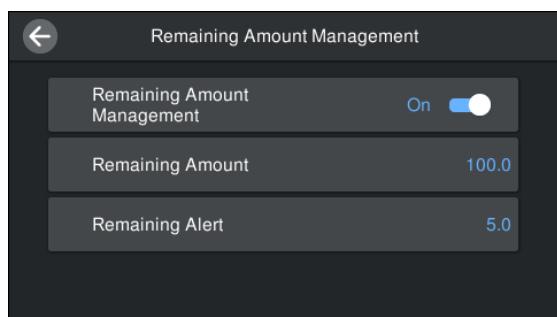 Remaining Amount Management
Remaining Amount
Management
On
Remaining Amount
100.0
Remaining Alert
5.0